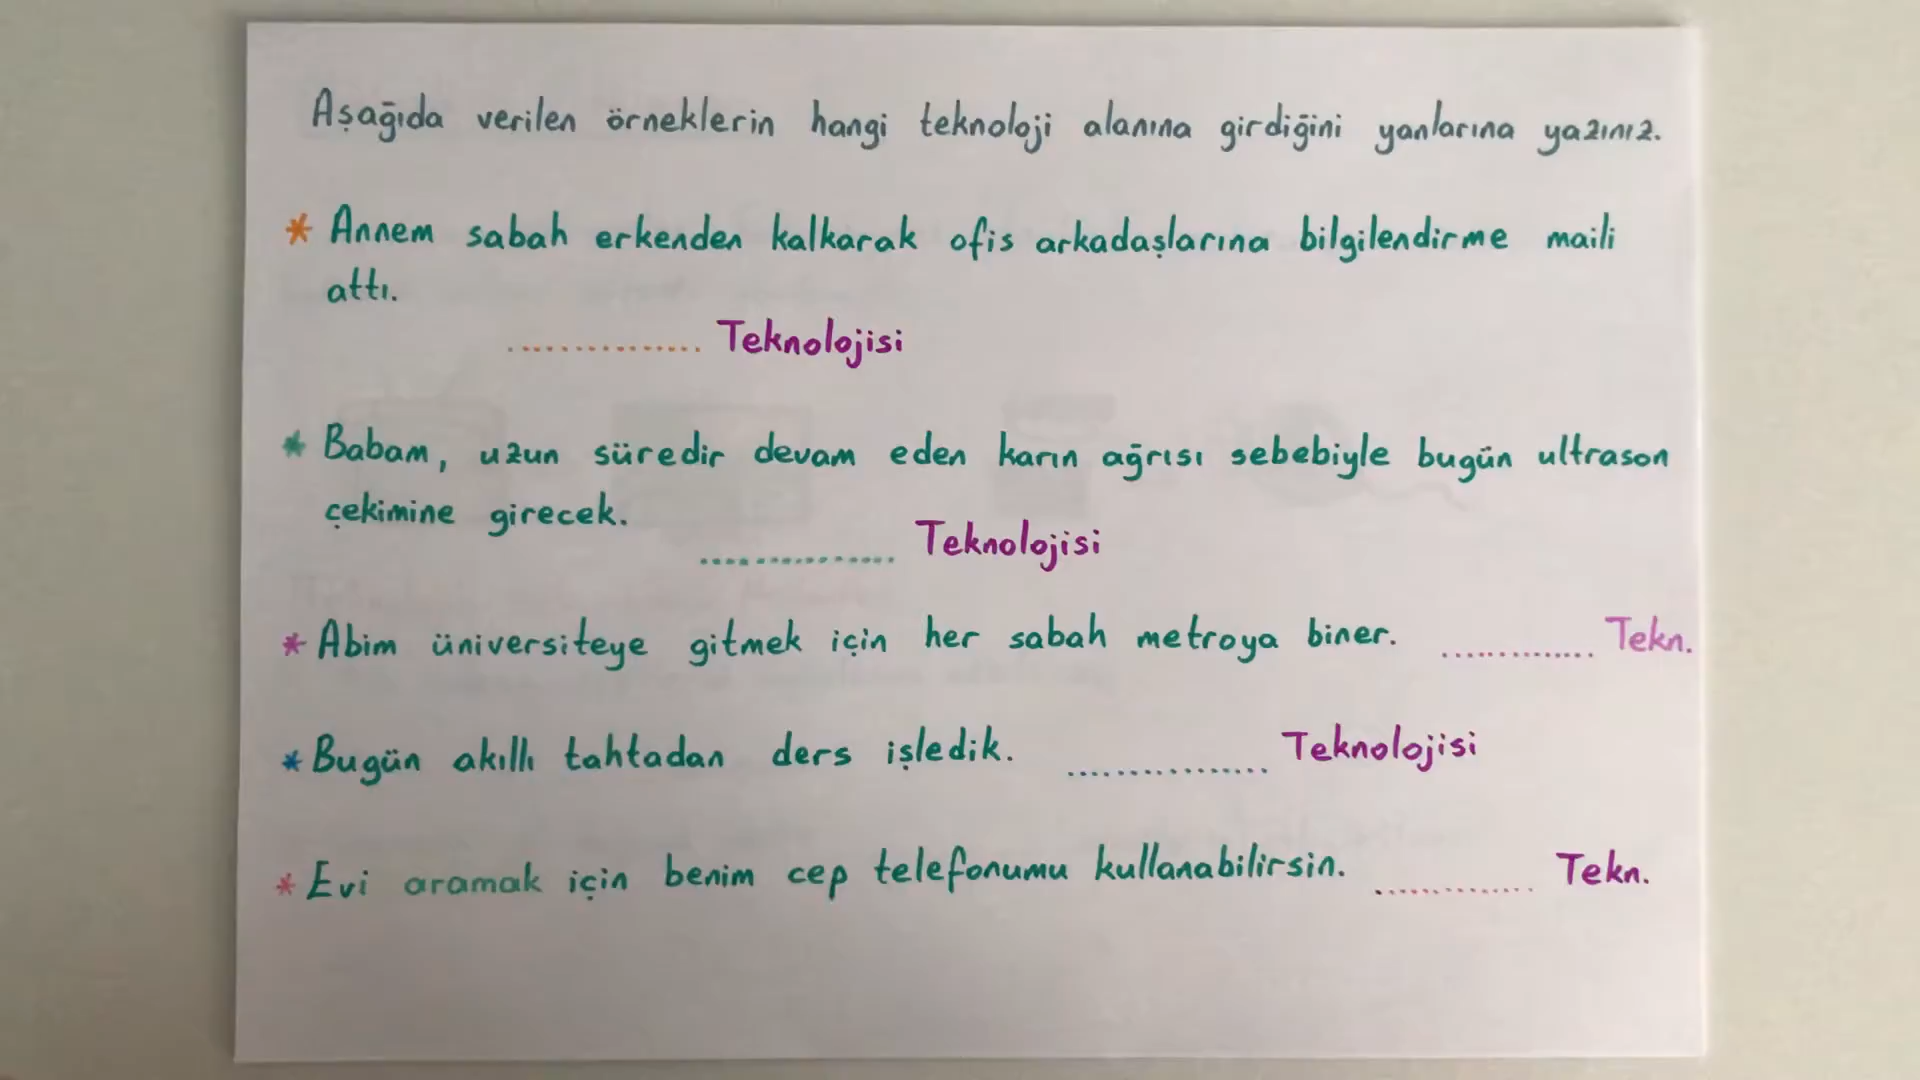 Aşağıda verilen örneklerin hangi teknoloji alanına girdiğini yanlarına yazınız.
* Annem sabah erkenden kalkarak ofis arkadaşlarına bilgilendirme maili
attı.
............... Teknolojisi
* Babam, uzun süredir devam eden karın ağrısı sebebiyle bugün ultrason
çekimine girecek.
............... Teknolojisi
* Abim üniversiteye gitmek için her sabah metroya biner. ............. Tekn.
* Bugün akıllı tahtadan ders işledik. ................ Teknolojisi
* Evi aramak için benim cep telefonumu kullanabilirsin. .............. Tekn.